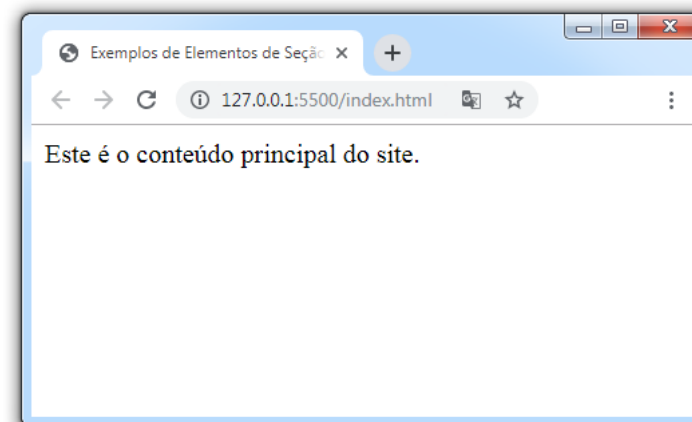 Exemplos de Elementos de Seçã
127.0.0.1:5500/index.html
Este é o conteúdo principal do site.